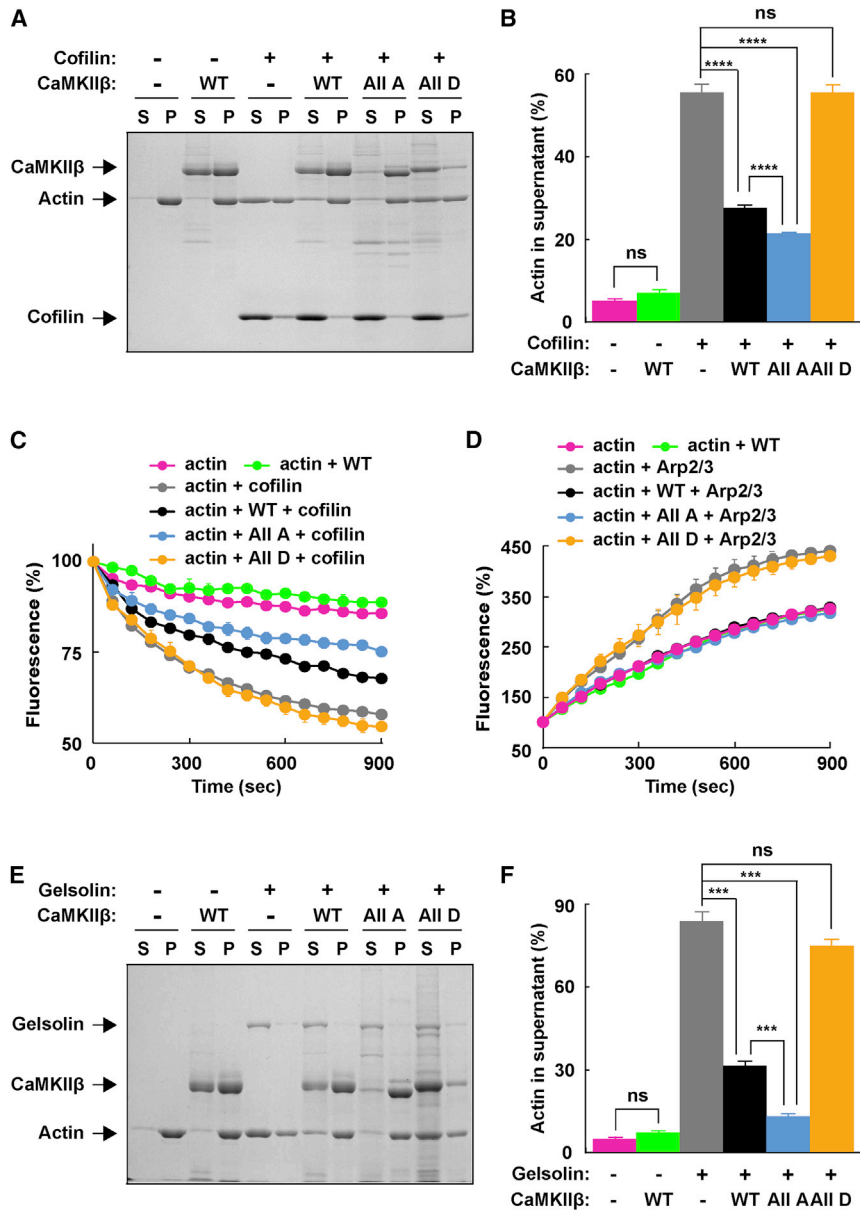 A
Cofilin: - - + + + +
CaMKIIβ: - WT - WT All A All D
S P S P S P S P S P S P
CaMKIIβ
Actin
Cofilin
B
ns
****
****
****
Actin in supernatant (%)
60
40
20
0
Cofilin: - - + + + +
CaMKIIβ: - WT - WT All A All D
C
actin
actin + WT
actin + cofilin
actin + WT + cofilin
actin + All A + cofilin
actin + All D + cofilin
Fluorescence (%)
100
75
50
0 300 600 900
Time (sec)
D
actin
actin + WT
actin + Arp2/3
actin + WT + Arp2/3
actin + All A + Arp2/3
actin + All D + Arp2/3
Fluorescence (%)
450
350
250
150
50
0 300 600 900
Time (sec)
E
Gelsolin: - - + + + +
CaMKIIβ: - WT - WT All A All D
S P S P S P S P S P S P
Gelsolin
CaMKIIβ
Actin
F
ns
***
***
***
ns
Actin in supernatant (%)
90
60
30
0
Gelsolin: - - + + + +
CaMKIIβ: - WT - WT All A All D